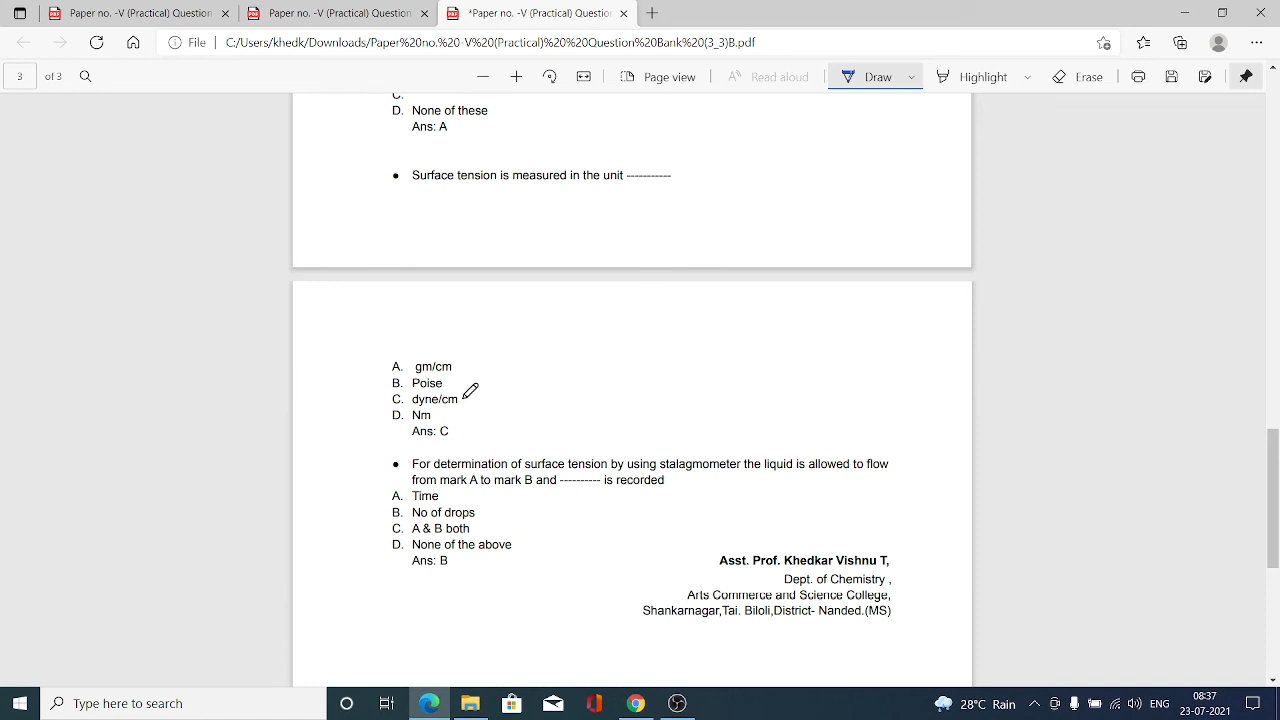 Paper no. -V (Practical) Question
Paper no. -V (Practical) Question
*Paper no. -V (Practical) Question
File
C:/Users/khedk/Downloads/Paper%20no.%20-V%20(Practical)%20%20Question%20Bank%20(3_3)B.pdf
3 of 3
Page view
Read aloud
Draw
Highlight
Erase
C.
D. None of these
Ans: A
• Surface tension is measured in the unit -----------
A. gm/cm
B. Poise
C. dyne/cm
D. Nm
Ans: C
• For determination of surface tension by using stalagmometer the liquid is allowed to flow
from mark A to mark B and ---------- is recorded
A. Time
B. No of drops
C. A & B both
D. None of the above
Ans: B
Asst. Prof. Khedkar Vishnu T,
Dept. of Chemistry ,
Arts Commerce and Science College,
Shankarnagar,Tai. Biloli,District- Nanded.(MS)
Type here to search
28°C Rain
ENG
08:37
23-07-2021